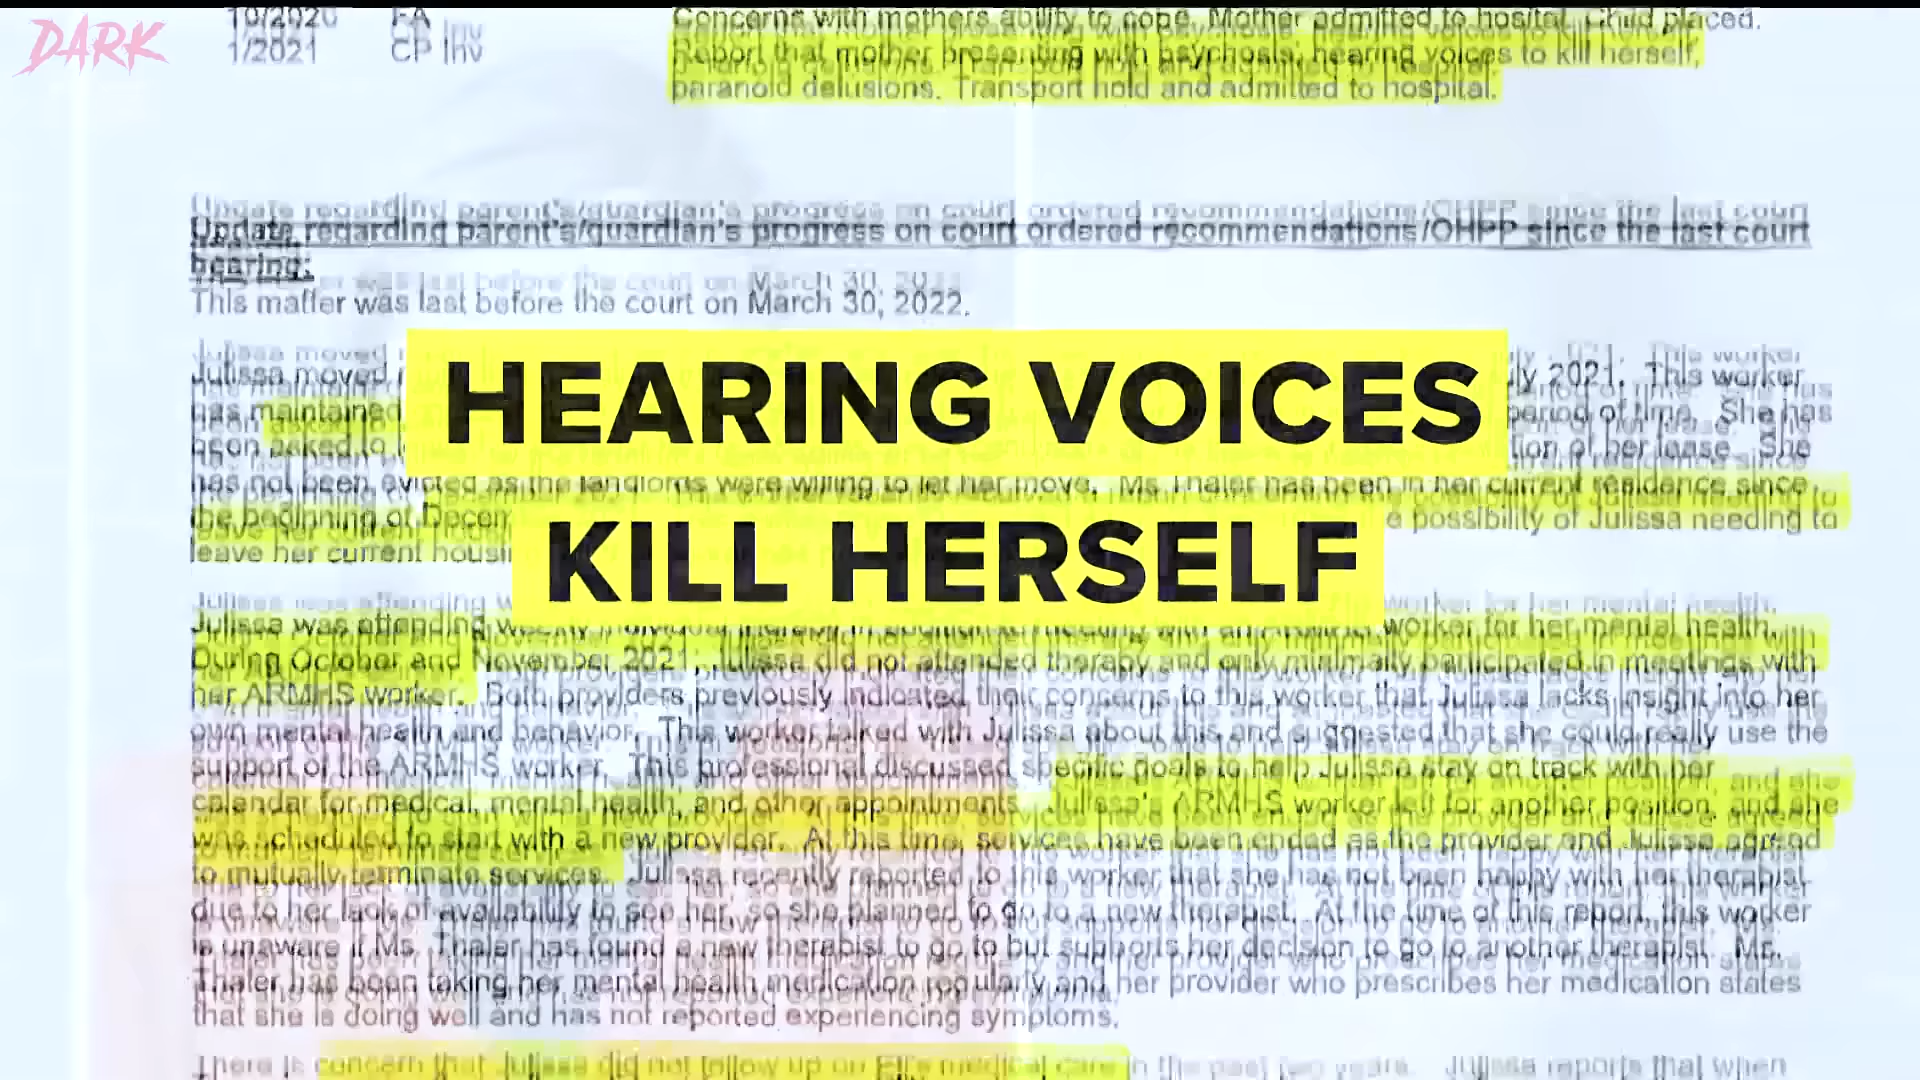 DARK
10/2020 FA Concerns with mothers ability to cope. Mother admitted to hosital. Child placed.
1/2021 CP Inv Report that mother presenting with psychosis; hearing voices to kill herself,
paranoid delusions. Transport hold and admitted to hospital.
Update regarding parent's/guardian's progress on court ordered recommendations/OHPP since the last court
hearing:
This matter was last before the court on March 30, 2022.
Julissa moved
ly 2021. This worker
has maintained
period of time. She has
been asked to
tion of her lease. She
HEARING VOICES
has not been evicted as the landlords were willing to let her move. Ms Thaler has been in her current residence since
the beginning of Decem
e possibility of Julissa needing to
leave her current housi
KILL HERSELF
Julissa was attending weekly individual therapy in
worker for her mental health.
During October and November 2021, Julissa did not attended therapy and only minimally participated in meetings with
her ARMHS worker. Both providers previously indicated their concerns to this worker that Julissa lacks insight into her
own mental health and behavior. This worker talked with Julissa about this and suggested that she could really use the
support of the ARMHS worker. This professional discussed specific goals to help Julissa stay on track with her
calendar for medical, mental health, and other appointments. Julissa's ARMHS worker left for another position, and she
was scheduled to start with a new provider. At this time, services have been ended as the provider and Julissa agreed
to mutually terminate services. Julissa recently reported to this worker that she has not been happy with her therapist
due to her lack of availability to see her, so she planned to go to a new therapist. At the time of this report, this worker
is unaware if Ms. Thaler has found a new therapist to go to but supports her decision to go to another therapist. Ms.
Thaler has been taking her mental health medication regularly and her provider who prescribes her medication states
that she is doing well and has not reported experiencing symptoms.
There is concern that Julissa did not follow up on Eli's medical care in the past two years. Julissa reports that when